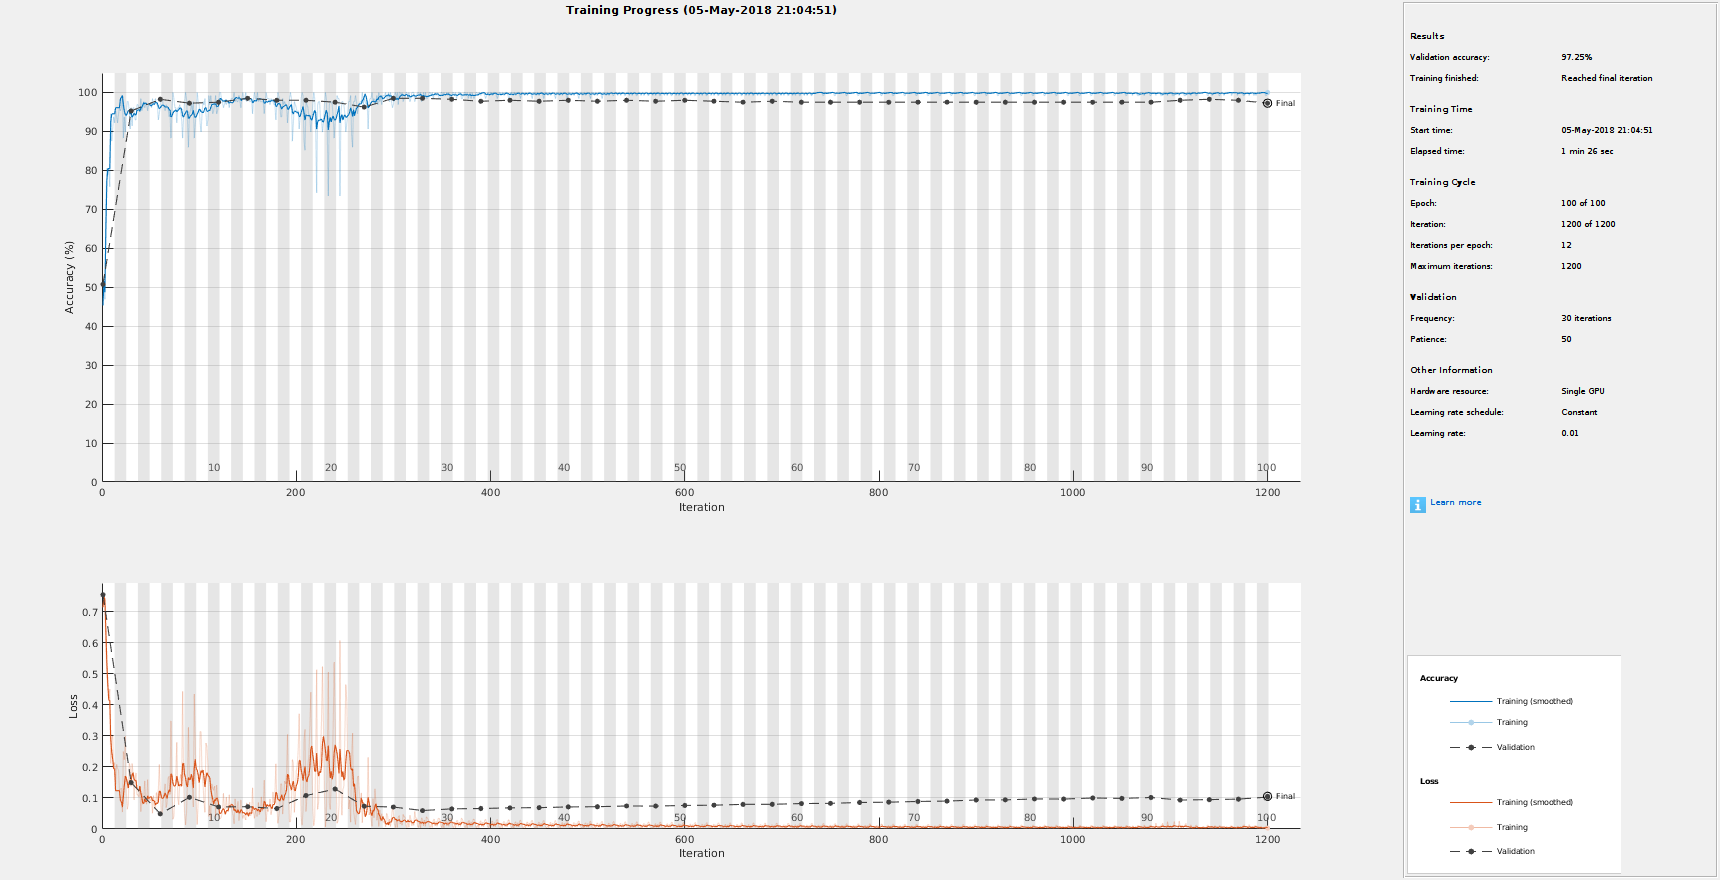 Training Progress (05-May-2018 21:04:51)
Accuracy (%)
100
90
80
70
60
50
40
30
20
10
0
Final
10 20 30 40 50 60 70 80 90 100
0 200 400 600 800 1000 1200
Iteration
Loss
0.7
0.6
0.5
0.4
0.3
0.2
0.1
0
Final
10 20 30 40 50 60 70 80 90 100
0 200 400 600 800 1000 1200
Iteration
Results
Validation accuracy: 97.25%
Training finished: Reached final iteration
Training Time
Start time: 05-May-2018 21:04:51
Elapsed time: 1 min 26 sec
Training Cycle
Epoch: 100 of 100
Iteration: 1200 of 1200
Iterations per epoch: 12
Maximum iterations: 1200
Validation
Frequency: 30 iterations
Patience: 50
Other Information
Hardware resource: Single GPU
Learning rate schedule: Constant
Learning rate: 0.01
i Learn more
Accuracy
Training (smoothed)
Training
Validation
Loss
Training (smoothed)
Training
Validation